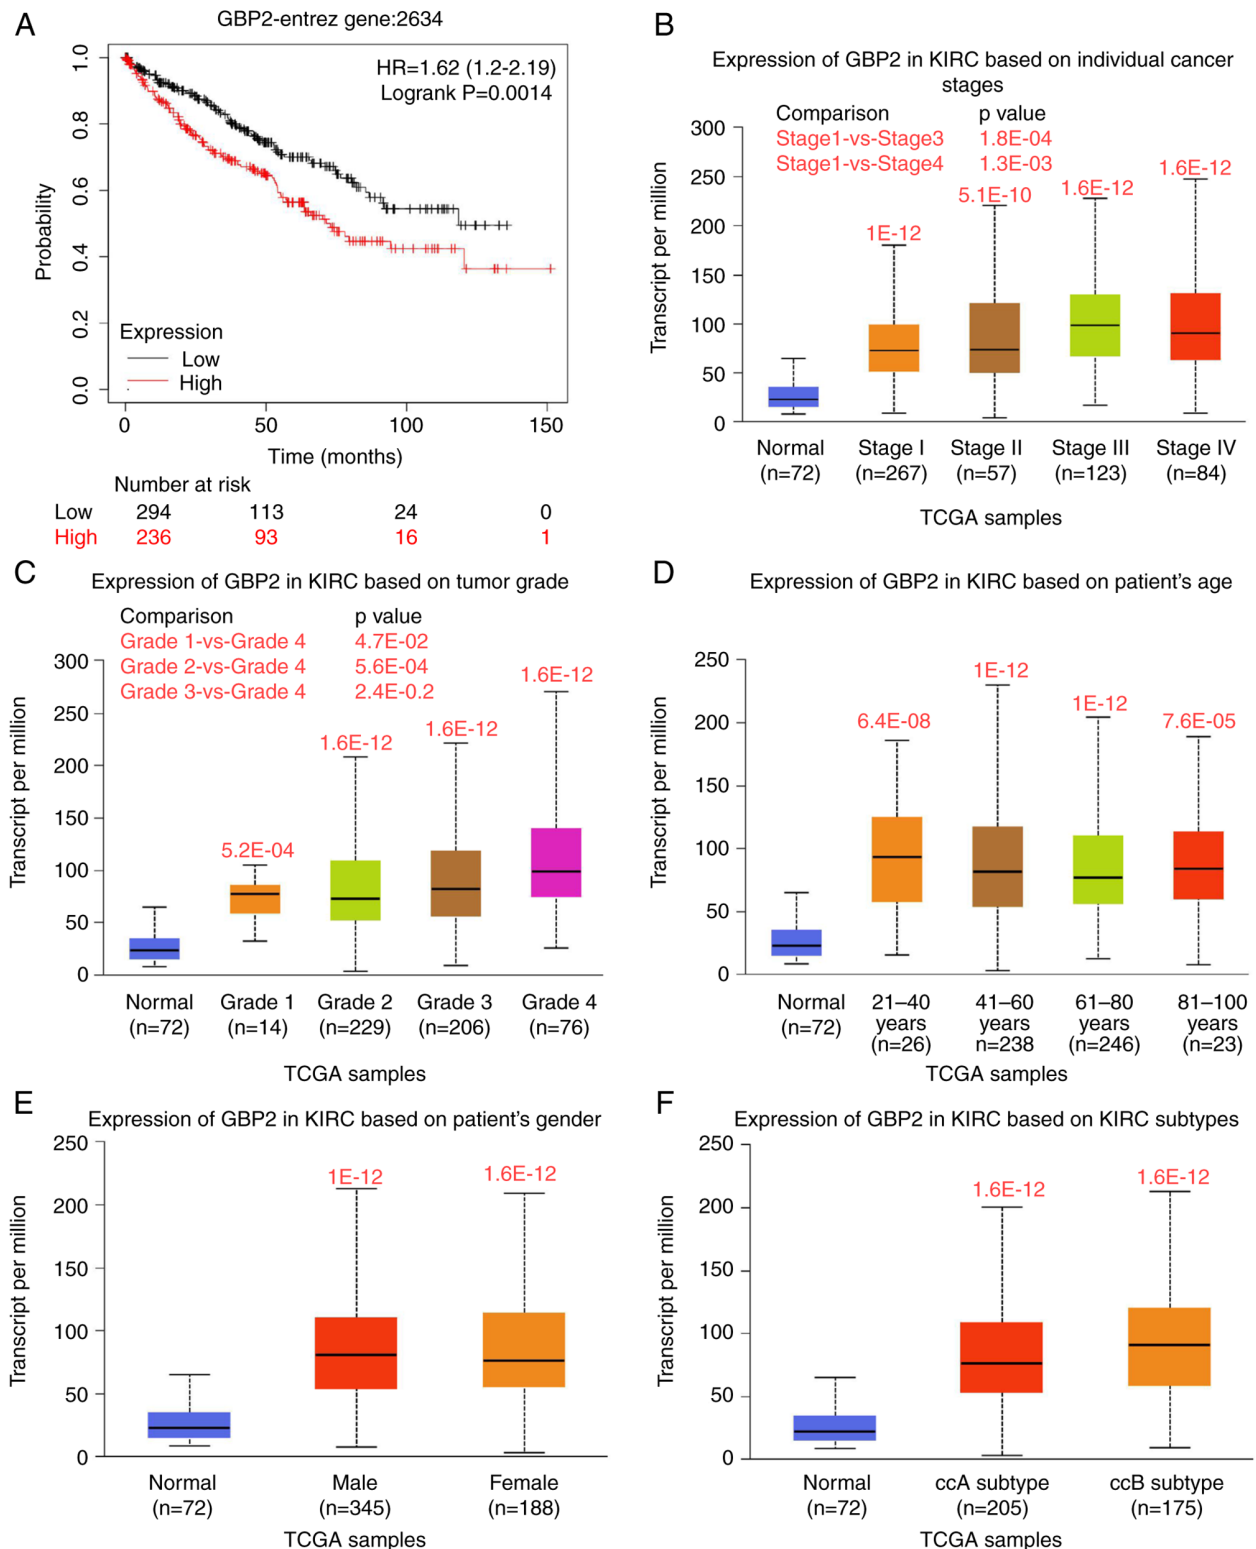 A
GBP2-entrez gene:2634
HR=1.62 (1.2-2.19)
Logrank P=0.0014
Probability
1.0
0.8
0.6
0.4
0.2
0.0
Expression
Low
High
0 50 100 150
Time (months)
Number at risk
Low 294 113 24 0
High 236 93 16 1
B
Expression of GBP2 in KIRC based on individual cancer
stages
Comparison p value
Stage1-vs-Stage3 1.8E-04
Stage1-vs-Stage4 1.3E-03
Transcript per million
300
250
200
150
100
50
0
1E-12
5.1E-10
1.6E-12
1.6E-12
Normal Stage I Stage II Stage III Stage IV
(n=72) (n=267) (n=57) (n=123) (n=84)
TCGA samples
C
Expression of GBP2 in KIRC based on tumor grade
Comparison p value
Grade 1-vs-Grade 4 4.7E-02
Grade 2-vs-Grade 4 5.6E-04
Grade 3-vs-Grade 4 2.4E-0.2
Transcript per million
300
250
200
150
100
50
0
5.2E-04
1.6E-12
1.6E-12
1.6E-12
Normal Grade 1 Grade 2 Grade 3 Grade 4
(n=72) (n=14) (n=229) (n=206) (n=76)
TCGA samples
D
Expression of GBP2 in KIRC based on patient's age
Transcript per million
250
200
150
100
50
0
6.4E-08
1E-12
1E-12
7.6E-05
Normal 21–40 41–60 61–80 81–100
(n=72) years years years years
(n=26) n=238 (n=246) (n=23)
TCGA samples
E
Expression of GBP2 in KIRC based on patient's gender
Transcript per million
250
200
150
100
50
0
1E-12
1.6E-12
Normal Male Female
(n=72) (n=345) (n=188)
TCGA samples
F
Expression of GBP2 in KIRC based on KIRC subtypes
Transcript per million
250
200
150
100
50
0
1.6E-12
1.6E-12
Normal ccA subtype ccB subtype
(n=72) (n=205) (n=175)
TCGA samples